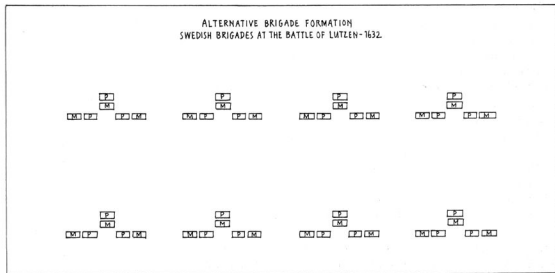 ALTERNATIVE BRIGADE FORMATION
SWEDISH BRIGADES AT THE BATTLE OF LUTZEN-1632
P P P P
M M M M
M P P M M P P M M P P M M P P M
P P P P
M M M M
M P P M M P P M M P P M M P P M